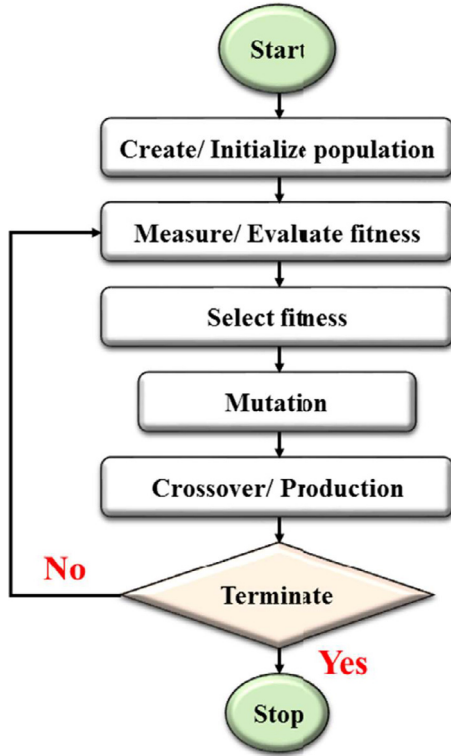 Start
Create/ Initialize population
Measure/ Evaluate fitness
Select fitness
Mutation
Crossover/ Production
No
Terminate
Yes
Stop